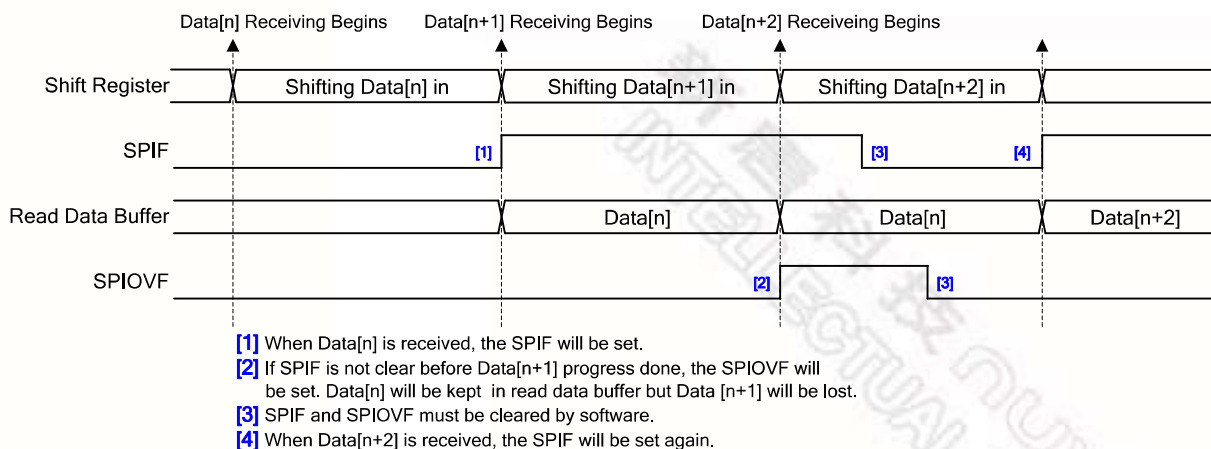 Data[n] Receiving Begins
Data[n+1] Receiving Begins
Data[n+2] Receiveing Begins
Shift Register
Shifting Data[n] in
Shifting Data[n+1] in
Shifting Data[n+2] in
SPIF
[1]
[3]
[4]
Read Data Buffer
Data[n]
Data[n]
Data[n+2]
SPIOVF
[2]
[3]
[1] When Data[n] is received, the SPIF will be set.
[2] If SPIF is not clear before Data[n+1] progress done, the SPIOVF will
be set. Data[n] will be kept in read data buffer but Data [n+1] will be lost.
[3] SPIF and SPIOVF must be cleared by software.
[4] When Data[n+2] is received, the SPIF will be set again.
科技
INTELLECTUAL